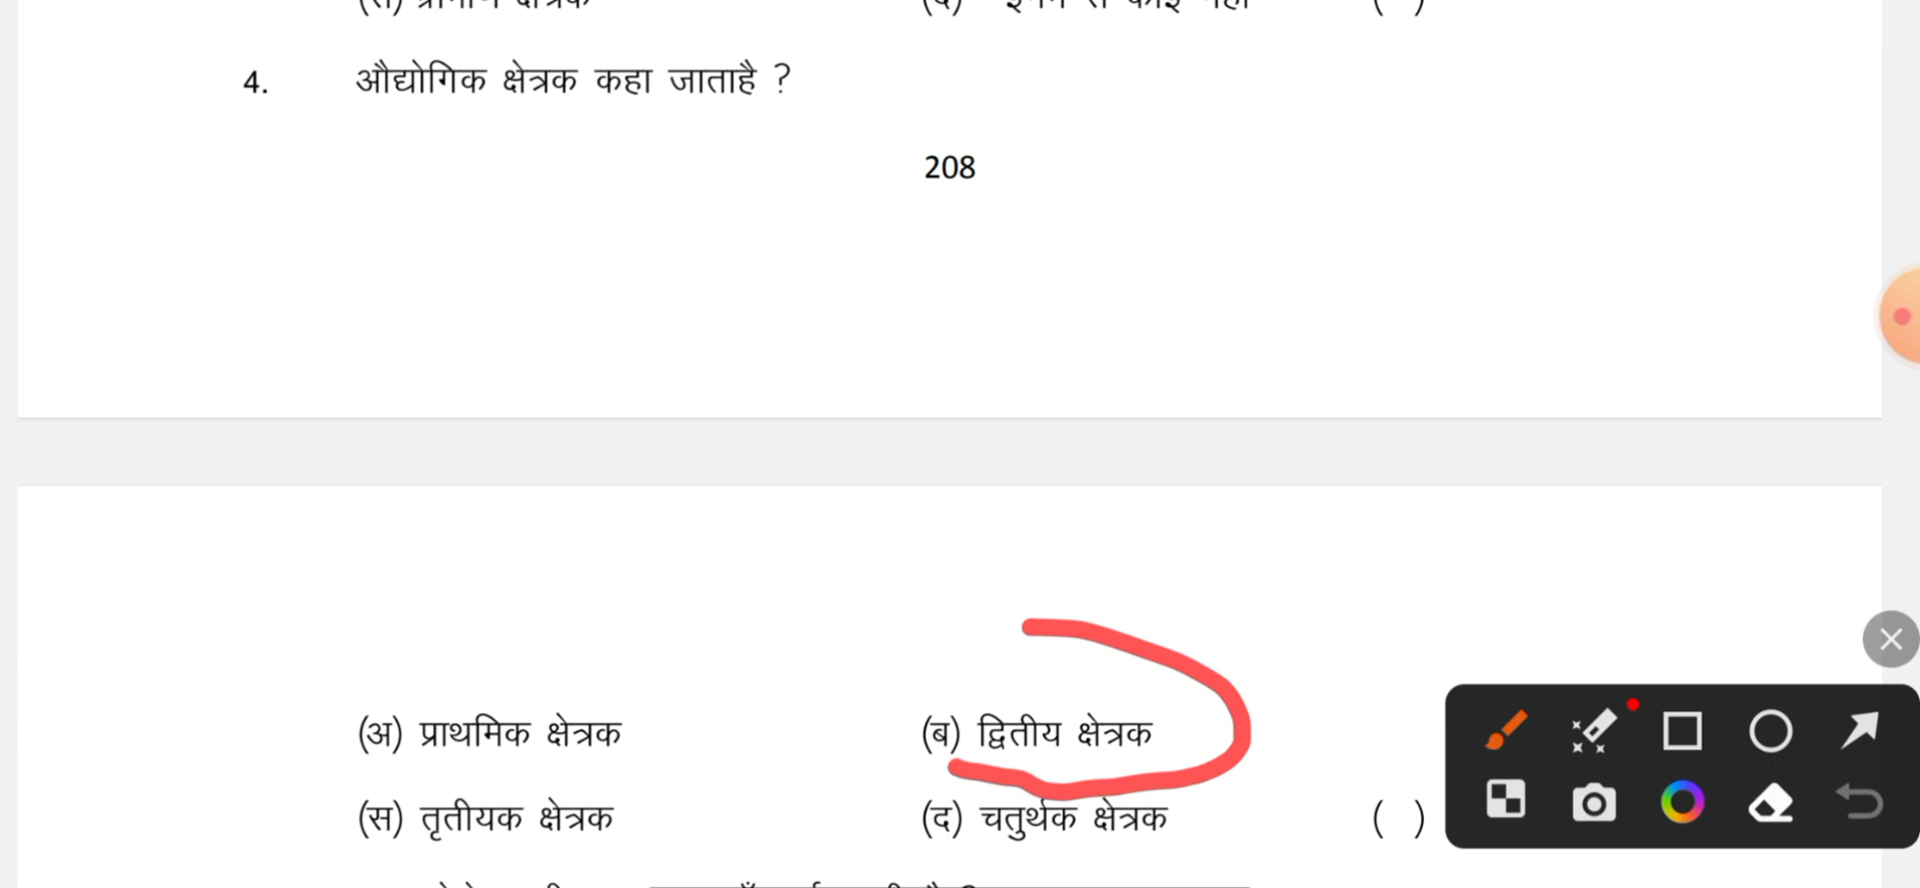 4. औद्योगिक क्षेत्रक कहा जाताहै ?
208
(अ) प्राथमिक क्षेत्रक (ब) द्वितीय क्षेत्रक
(स) तृतीयक क्षेत्रक (द) चतुर्थक क्षेत्रक ( )